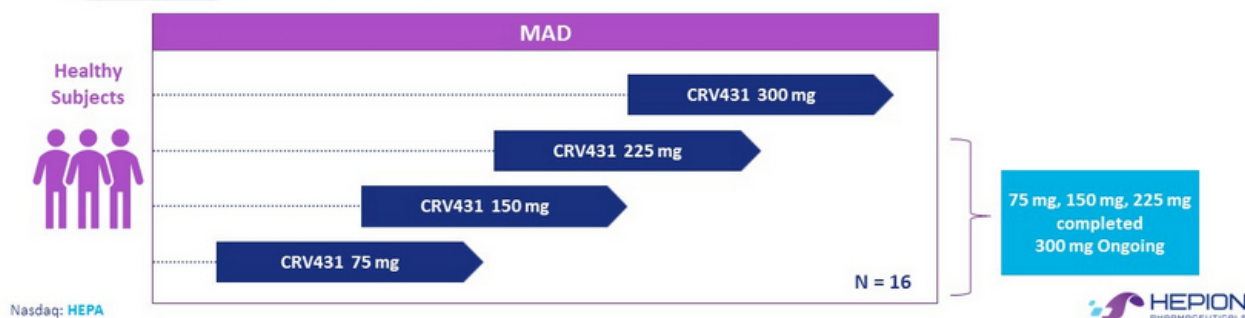 MAD
Healthy
Subjects
CRV431 300 mg
CRV431 225 mg
CRV431 150 mg
CRV431 75 mg
N = 16
75 mg, 150 mg, 225 mg
completed
300 mg Ongoing
Nasdaq: HEPA
HEPION
PHARMACEUTICALS